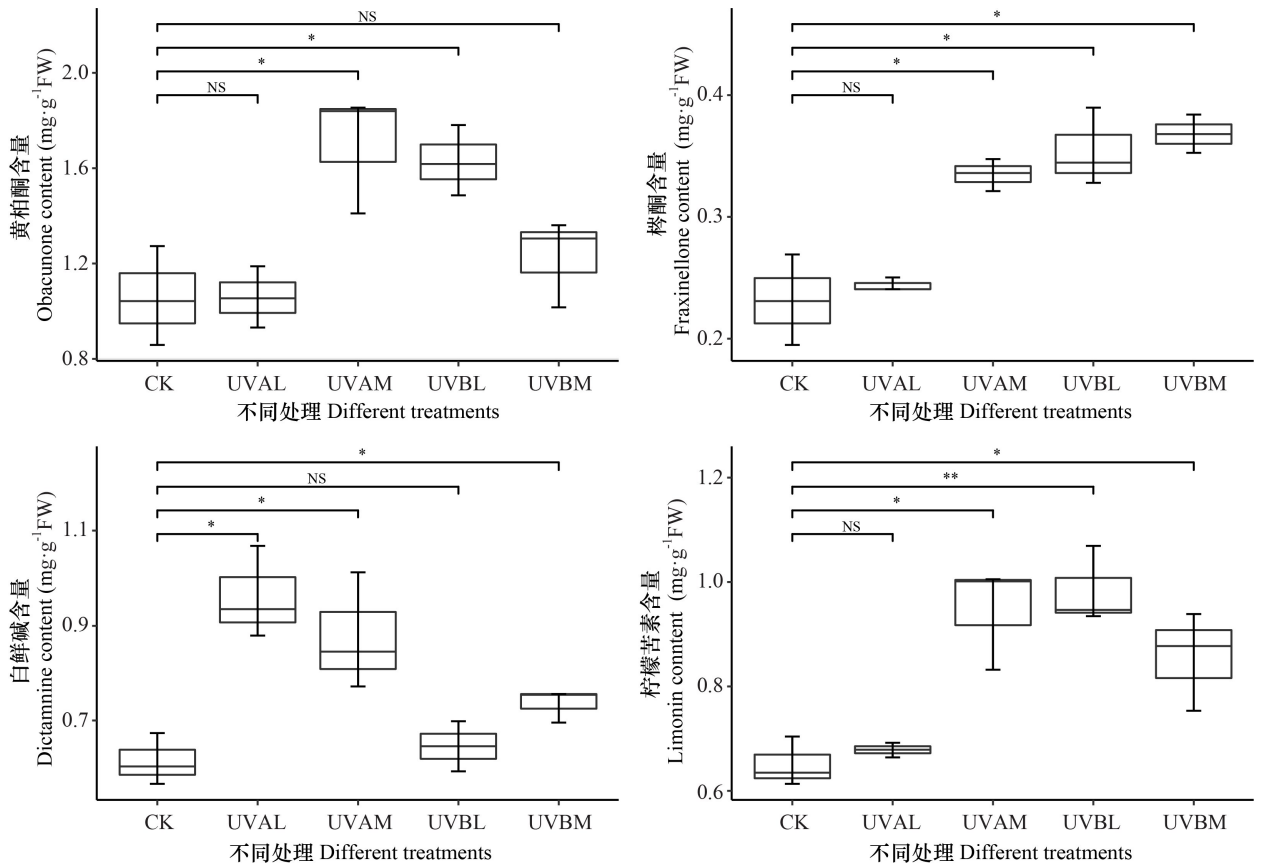 NS
*
*
NS
黄柏酮含量
Obacunone content (mg·g⁻¹FW)
2.0
1.6
1.2
0.8
CK UVAL UVAM UVBL UVBM
不同处理 Different treatments
*
*
*
NS
梣酮含量
Fraxinellone content (mg·g⁻¹FW)
0.4
0.3
0.2
CK UVAL UVAM UVBL UVBM
不同处理 Different treatments
*
NS
*
*
白鲜碱含量
Dictamnine content (mg·g⁻¹FW)
1.1
0.9
0.7
CK UVAL UVAM UVBL UVBM
不同处理 Different treatments
*
**
*
NS
柠檬苦素含量
Limonin conntent (mg·g⁻¹FW)
1.2
1.0
0.8
0.6
CK UVAL UVAM UVBL UVBM
不同处理 Different treatments